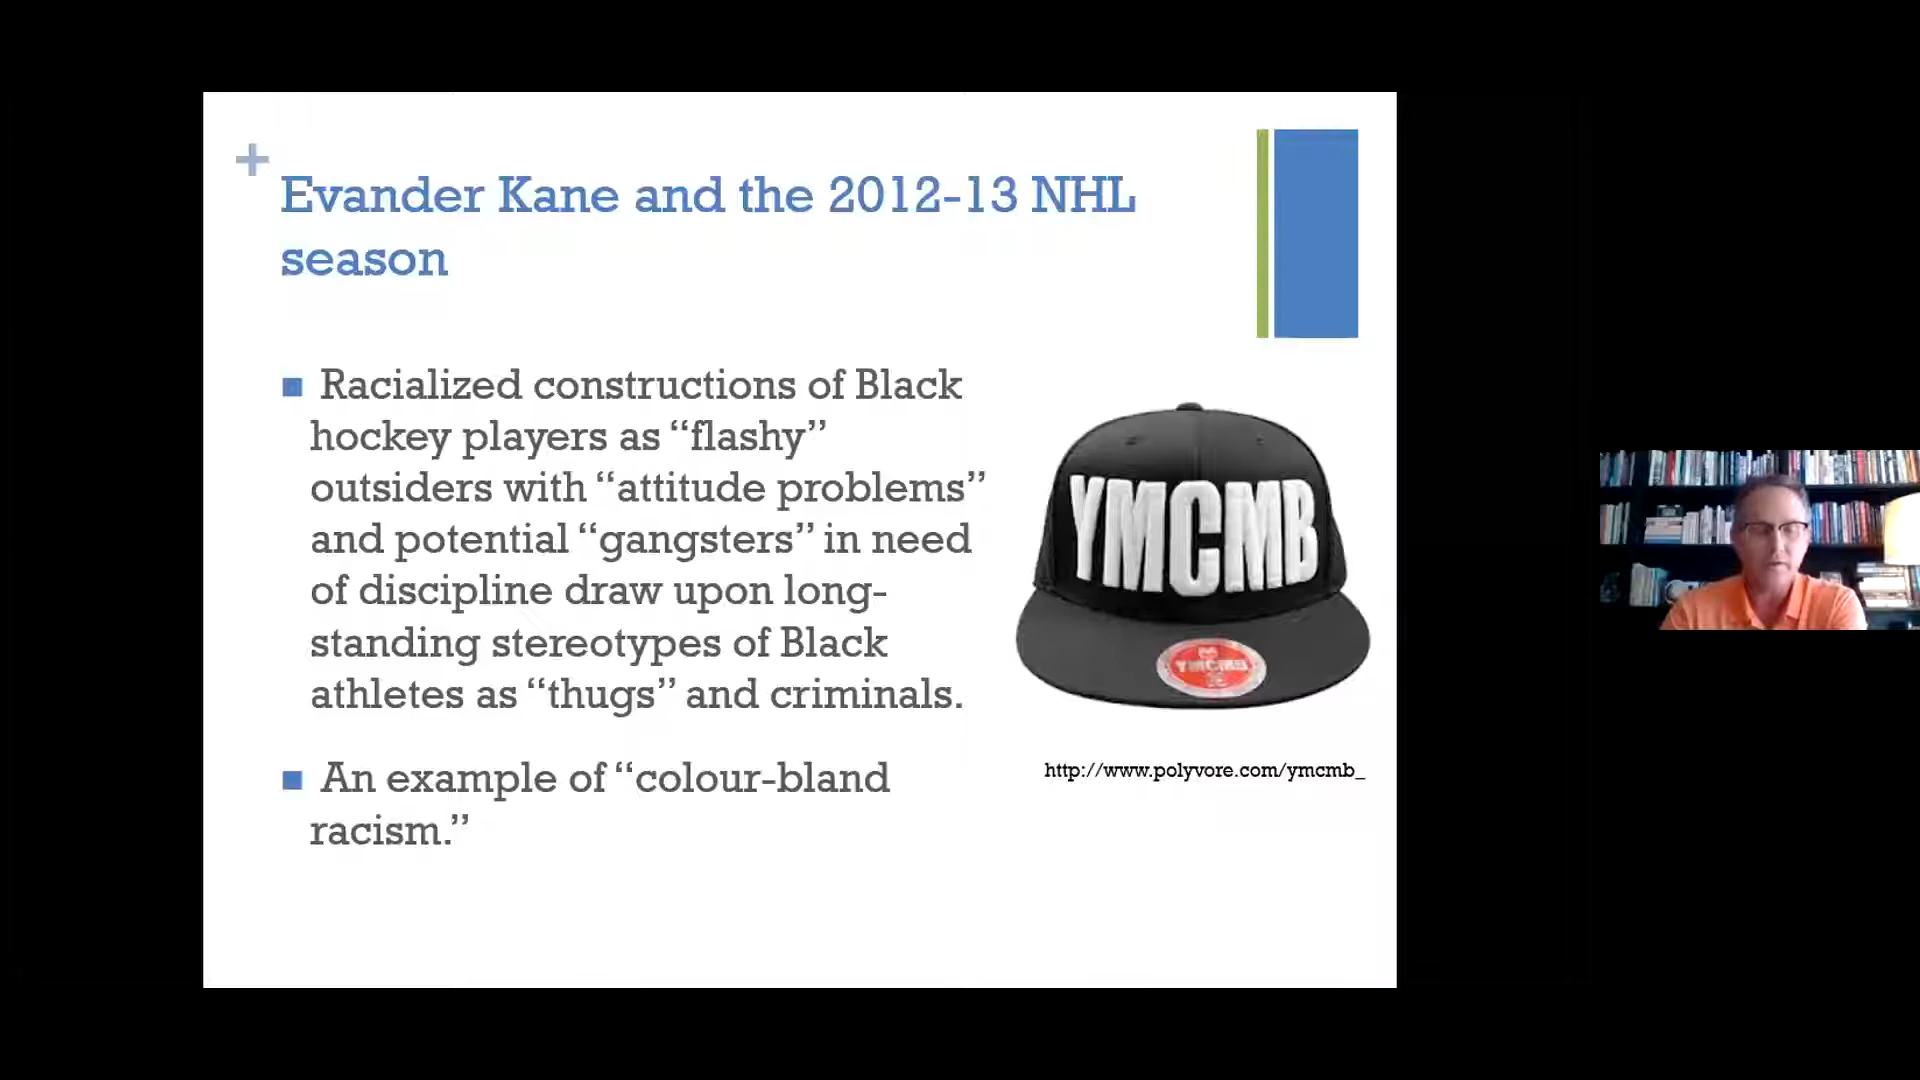 +
Evander Kane and the 2012-13 NHL
season
■ Racialized constructions of Black
hockey players as “flashy”
outsiders with “attitude problems”
and potential “gangsters” in need
of discipline draw upon long-
standing stereotypes of Black
athletes as “thugs” and criminals.
■ An example of “colour-bland
racism.”
YMCMB
YMCMB
http://www.polyvore.com/ymcmb_